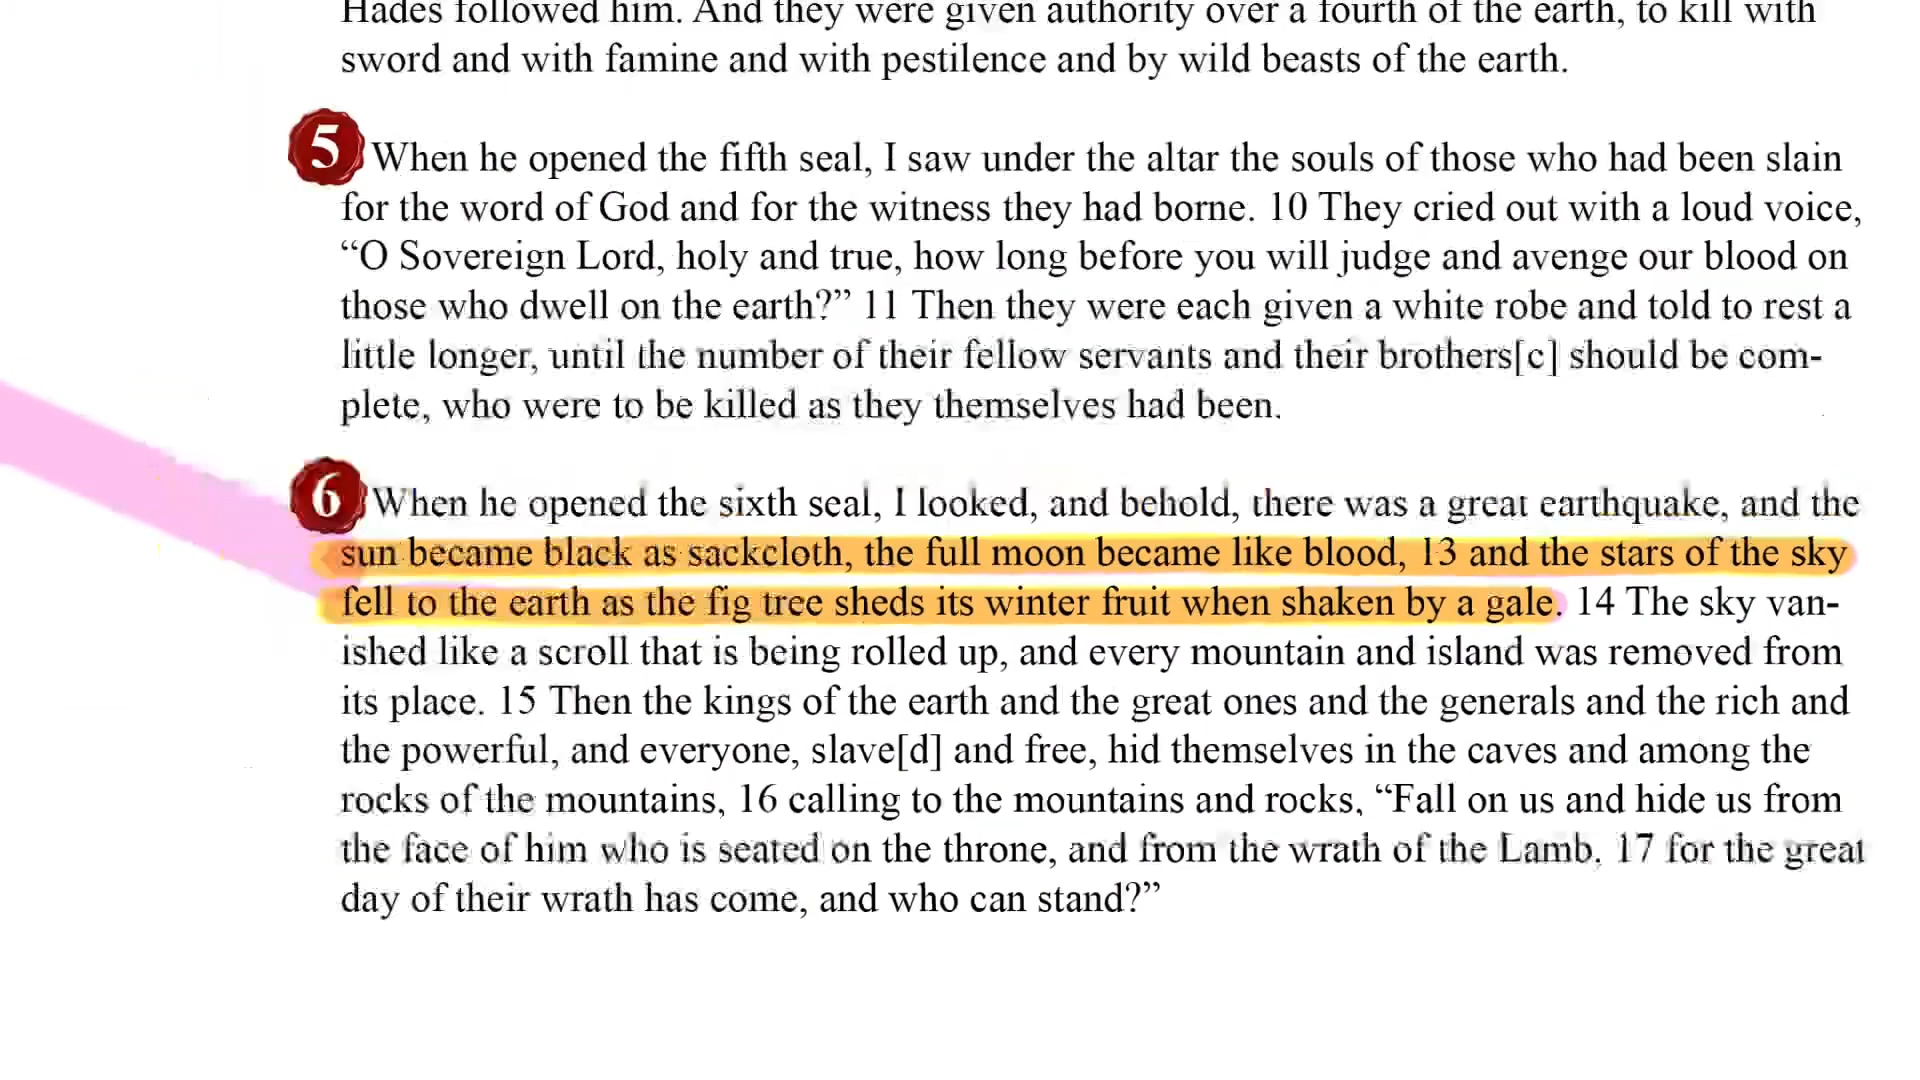 Hades followed him. And they were given authority over a fourth of the earth, to kill with
sword and with famine and with pestilence and by wild beasts of the earth.
5 When he opened the fifth seal, I saw under the altar the souls of those who had been slain
for the word of God and for the witness they had borne. 10 They cried out with a loud voice,
“O Sovereign Lord, holy and true, how long before you will judge and avenge our blood on
those who dwell on the earth?” 11 Then they were each given a white robe and told to rest a
little longer, until the number of their fellow servants and their brothers[c] should be com-
plete, who were to be killed as they themselves had been.
6 When he opened the sixth seal, I looked, and behold, there was a great earthquake, and the
sun became black as sackcloth, the full moon became like blood, 13 and the stars of the sky
fell to the earth as the fig tree sheds its winter fruit when shaken by a gale. 14 The sky van-
ished like a scroll that is being rolled up, and every mountain and island was removed from
its place. 15 Then the kings of the earth and the great ones and the generals and the rich and
the powerful, and everyone, slave[d] and free, hid themselves in the caves and among the
rocks of the mountains, 16 calling to the mountains and rocks, “Fall on us and hide us from
the face of him who is seated on the throne, and from the wrath of the Lamb, 17 for the great
day of their wrath has come, and who can stand?”